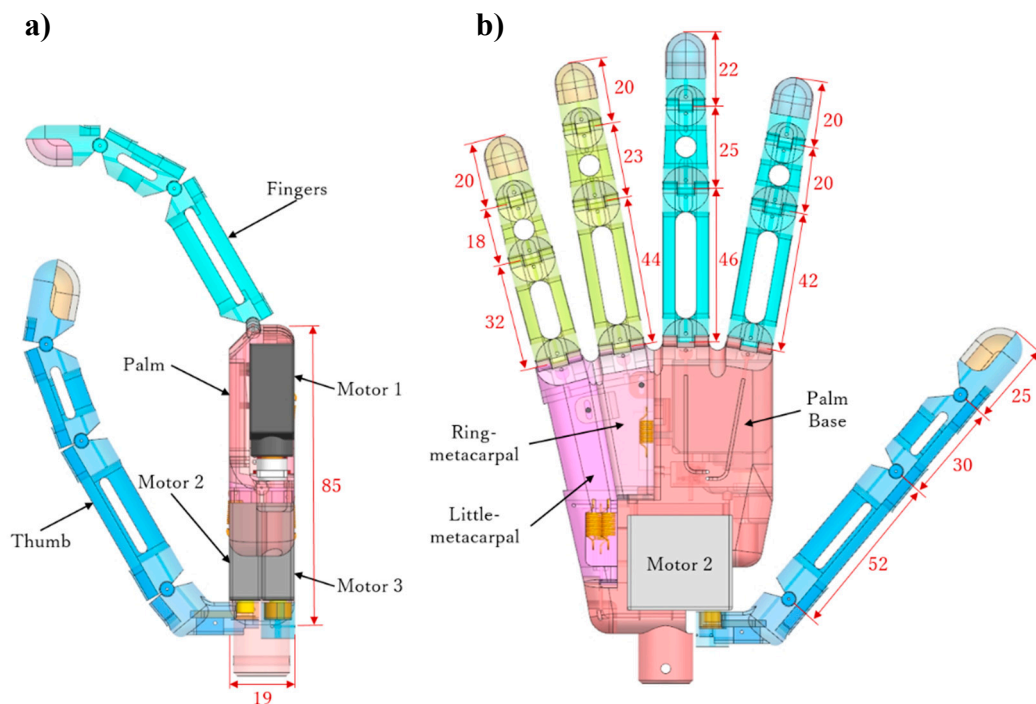 a)
Fingers
Palm
Motor 1
Motor 2
85
Thumb
Motor 3
19
b)
22
20
20
20
25
23
20
18
44
46
42
32
25
Ring-
metacarpal
Palm
Base
30
Little-
metacarpal
52
Motor 2